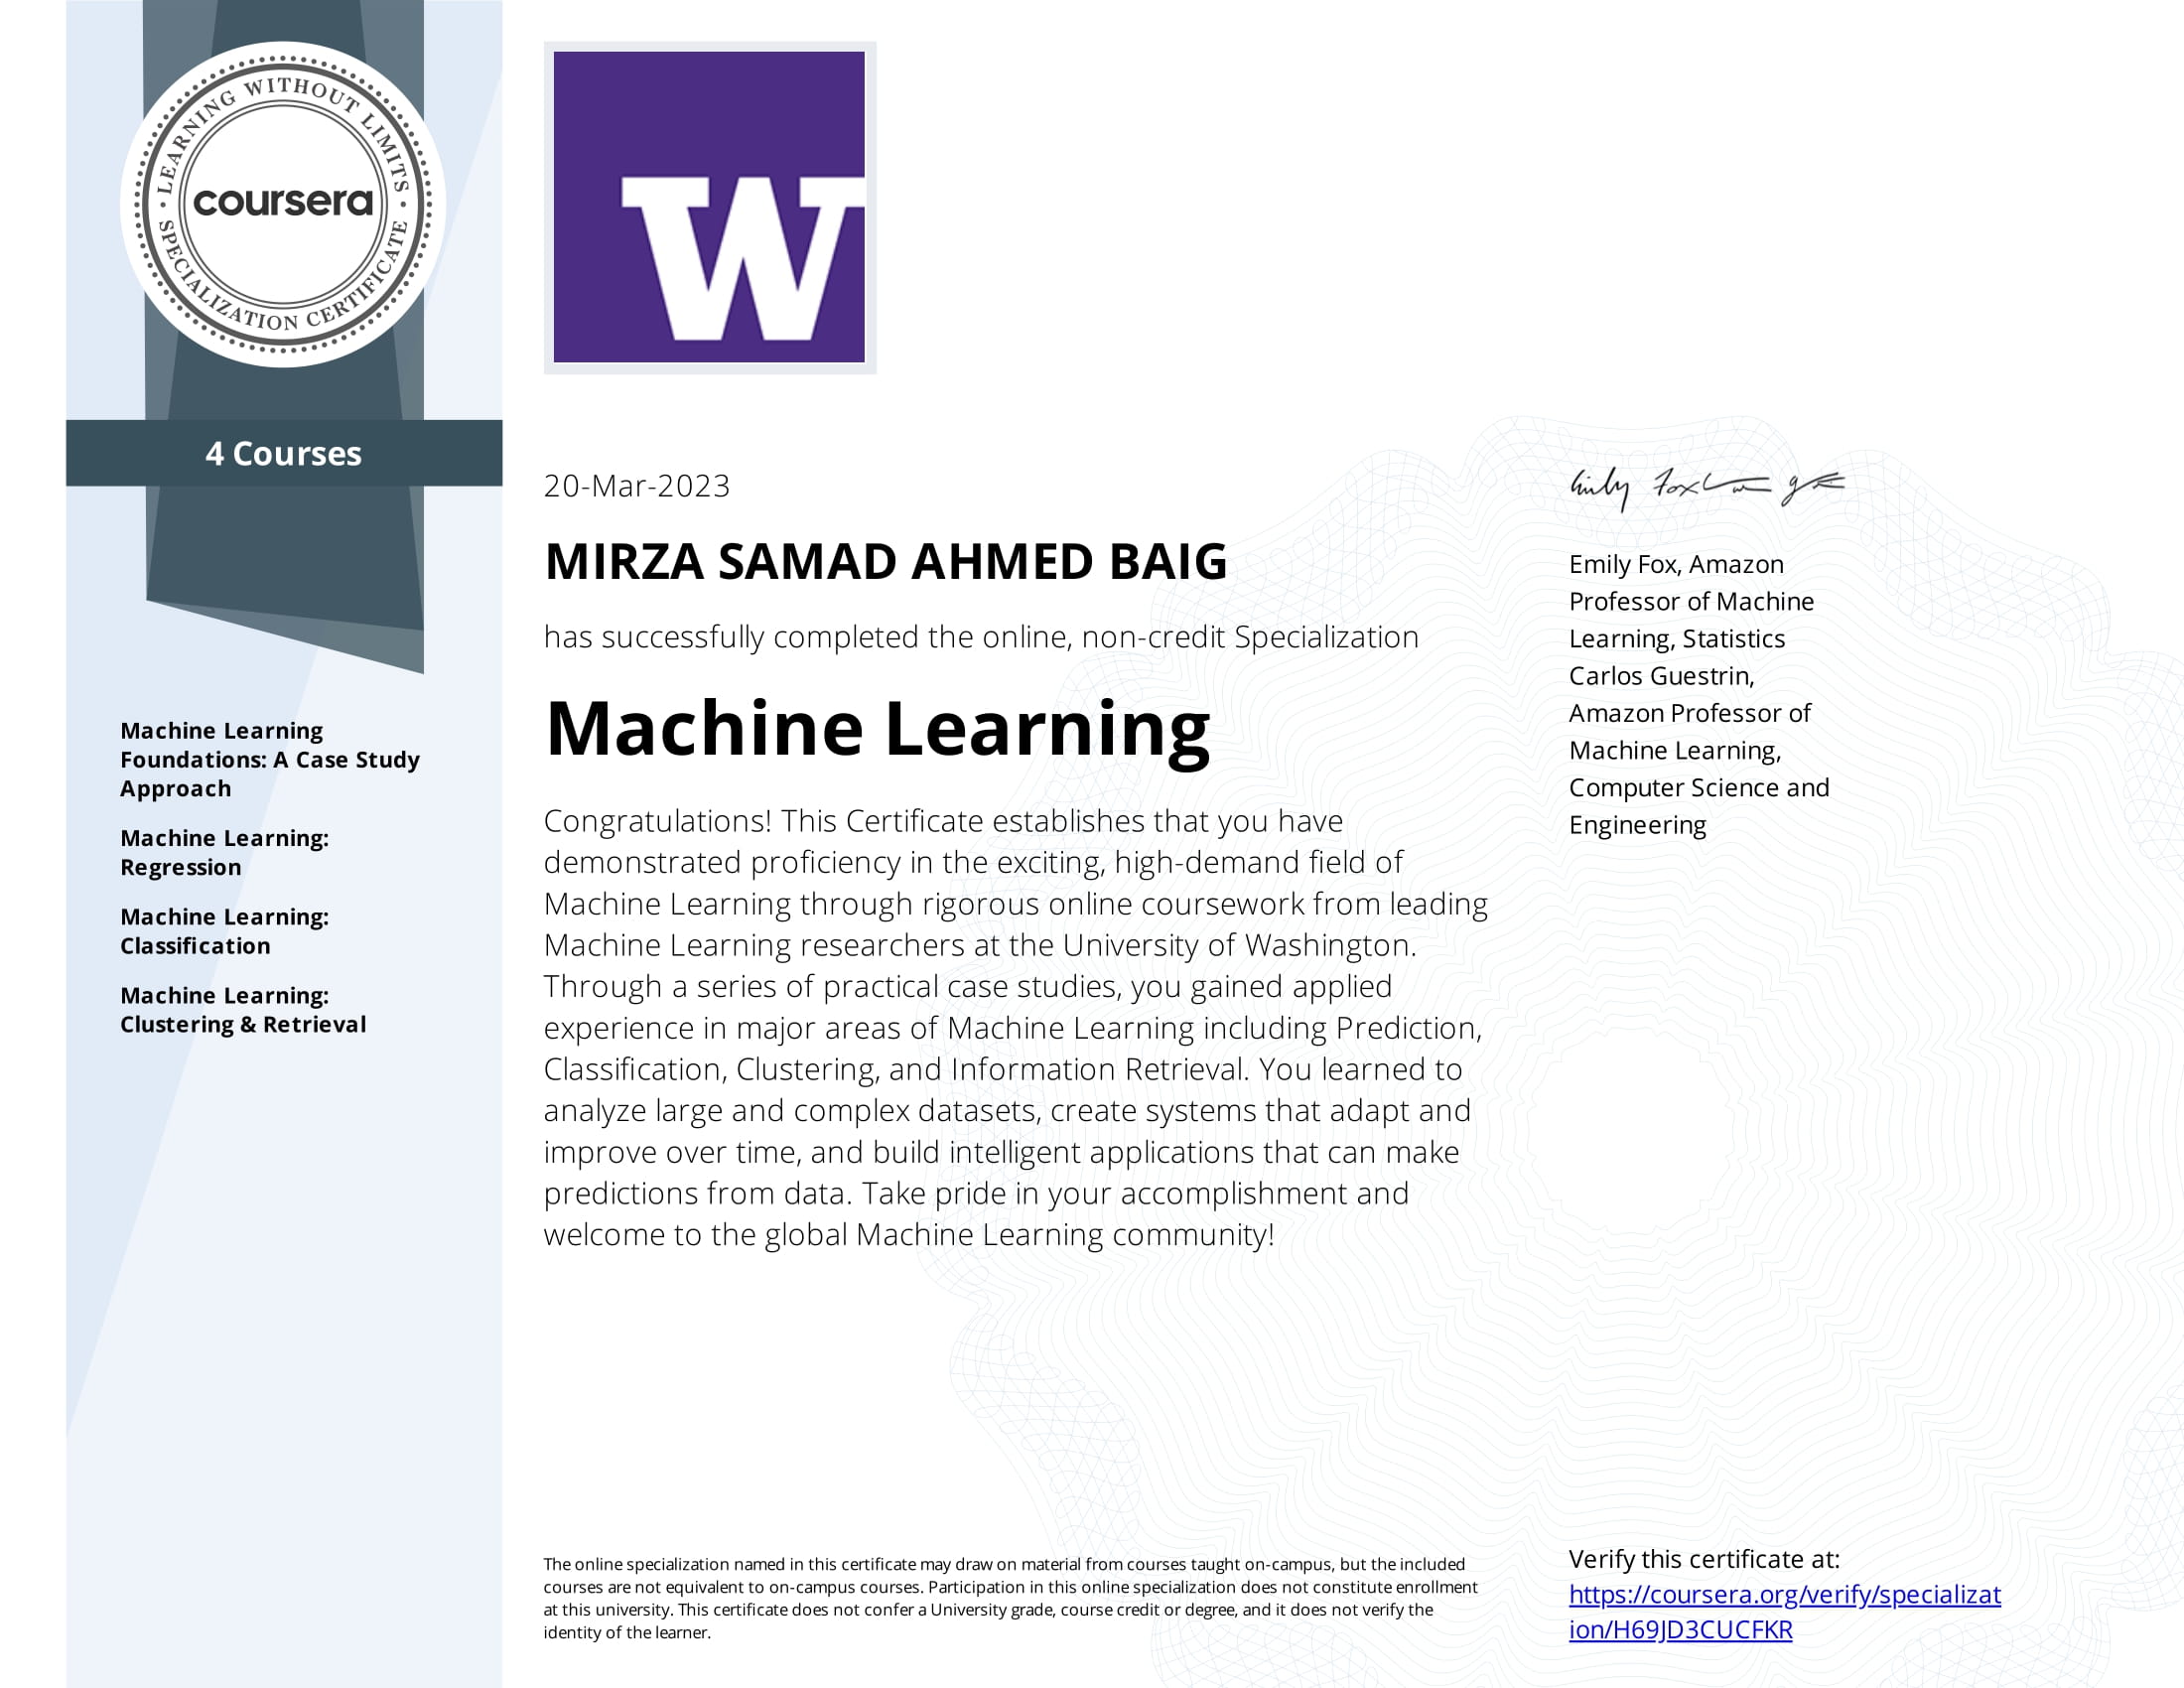 LEARNING WITHOUT LIMITS
coursera
SPECIALIZATION CERTIFICATE
4 Courses
Machine Learning
Foundations: A Case Study
Approach
Machine Learning:
Regression
Machine Learning:
Classification
Machine Learning:
Clustering & Retrieval
W
20-Mar-2023
MIRZA SAMAD AHMED BAIG
has successfully completed the online, non-credit Specialization
Machine Learning
Congratulations! This Certificate establishes that you have
demonstrated proficiency in the exciting, high-demand field of
Machine Learning through rigorous online coursework from leading
Machine Learning researchers at the University of Washington.
Through a series of practical case studies, you gained applied
experience in major areas of Machine Learning including Prediction,
Classification, Clustering, and Information Retrieval. You learned to
analyze large and complex datasets, create systems that adapt and
improve over time, and build intelligent applications that can make
predictions from data. Take pride in your accomplishment and
welcome to the global Machine Learning community!
Emily Fox
Emily Fox, Amazon
Professor of Machine
Learning, Statistics
Carlos Guestrin,
Amazon Professor of
Machine Learning,
Computer Science and
Engineering
The online specialization named in this certificate may draw on material from courses taught on-campus, but the included
courses are not equivalent to on-campus courses. Participation in this online specialization does not constitute enrollment
at this university. This certificate does not confer a University grade, course credit or degree, and it does not verify the
identity of the learner.
Verify this certificate at:
https://coursera.org/verify/specializat
ion/H69JD3CUCFKR